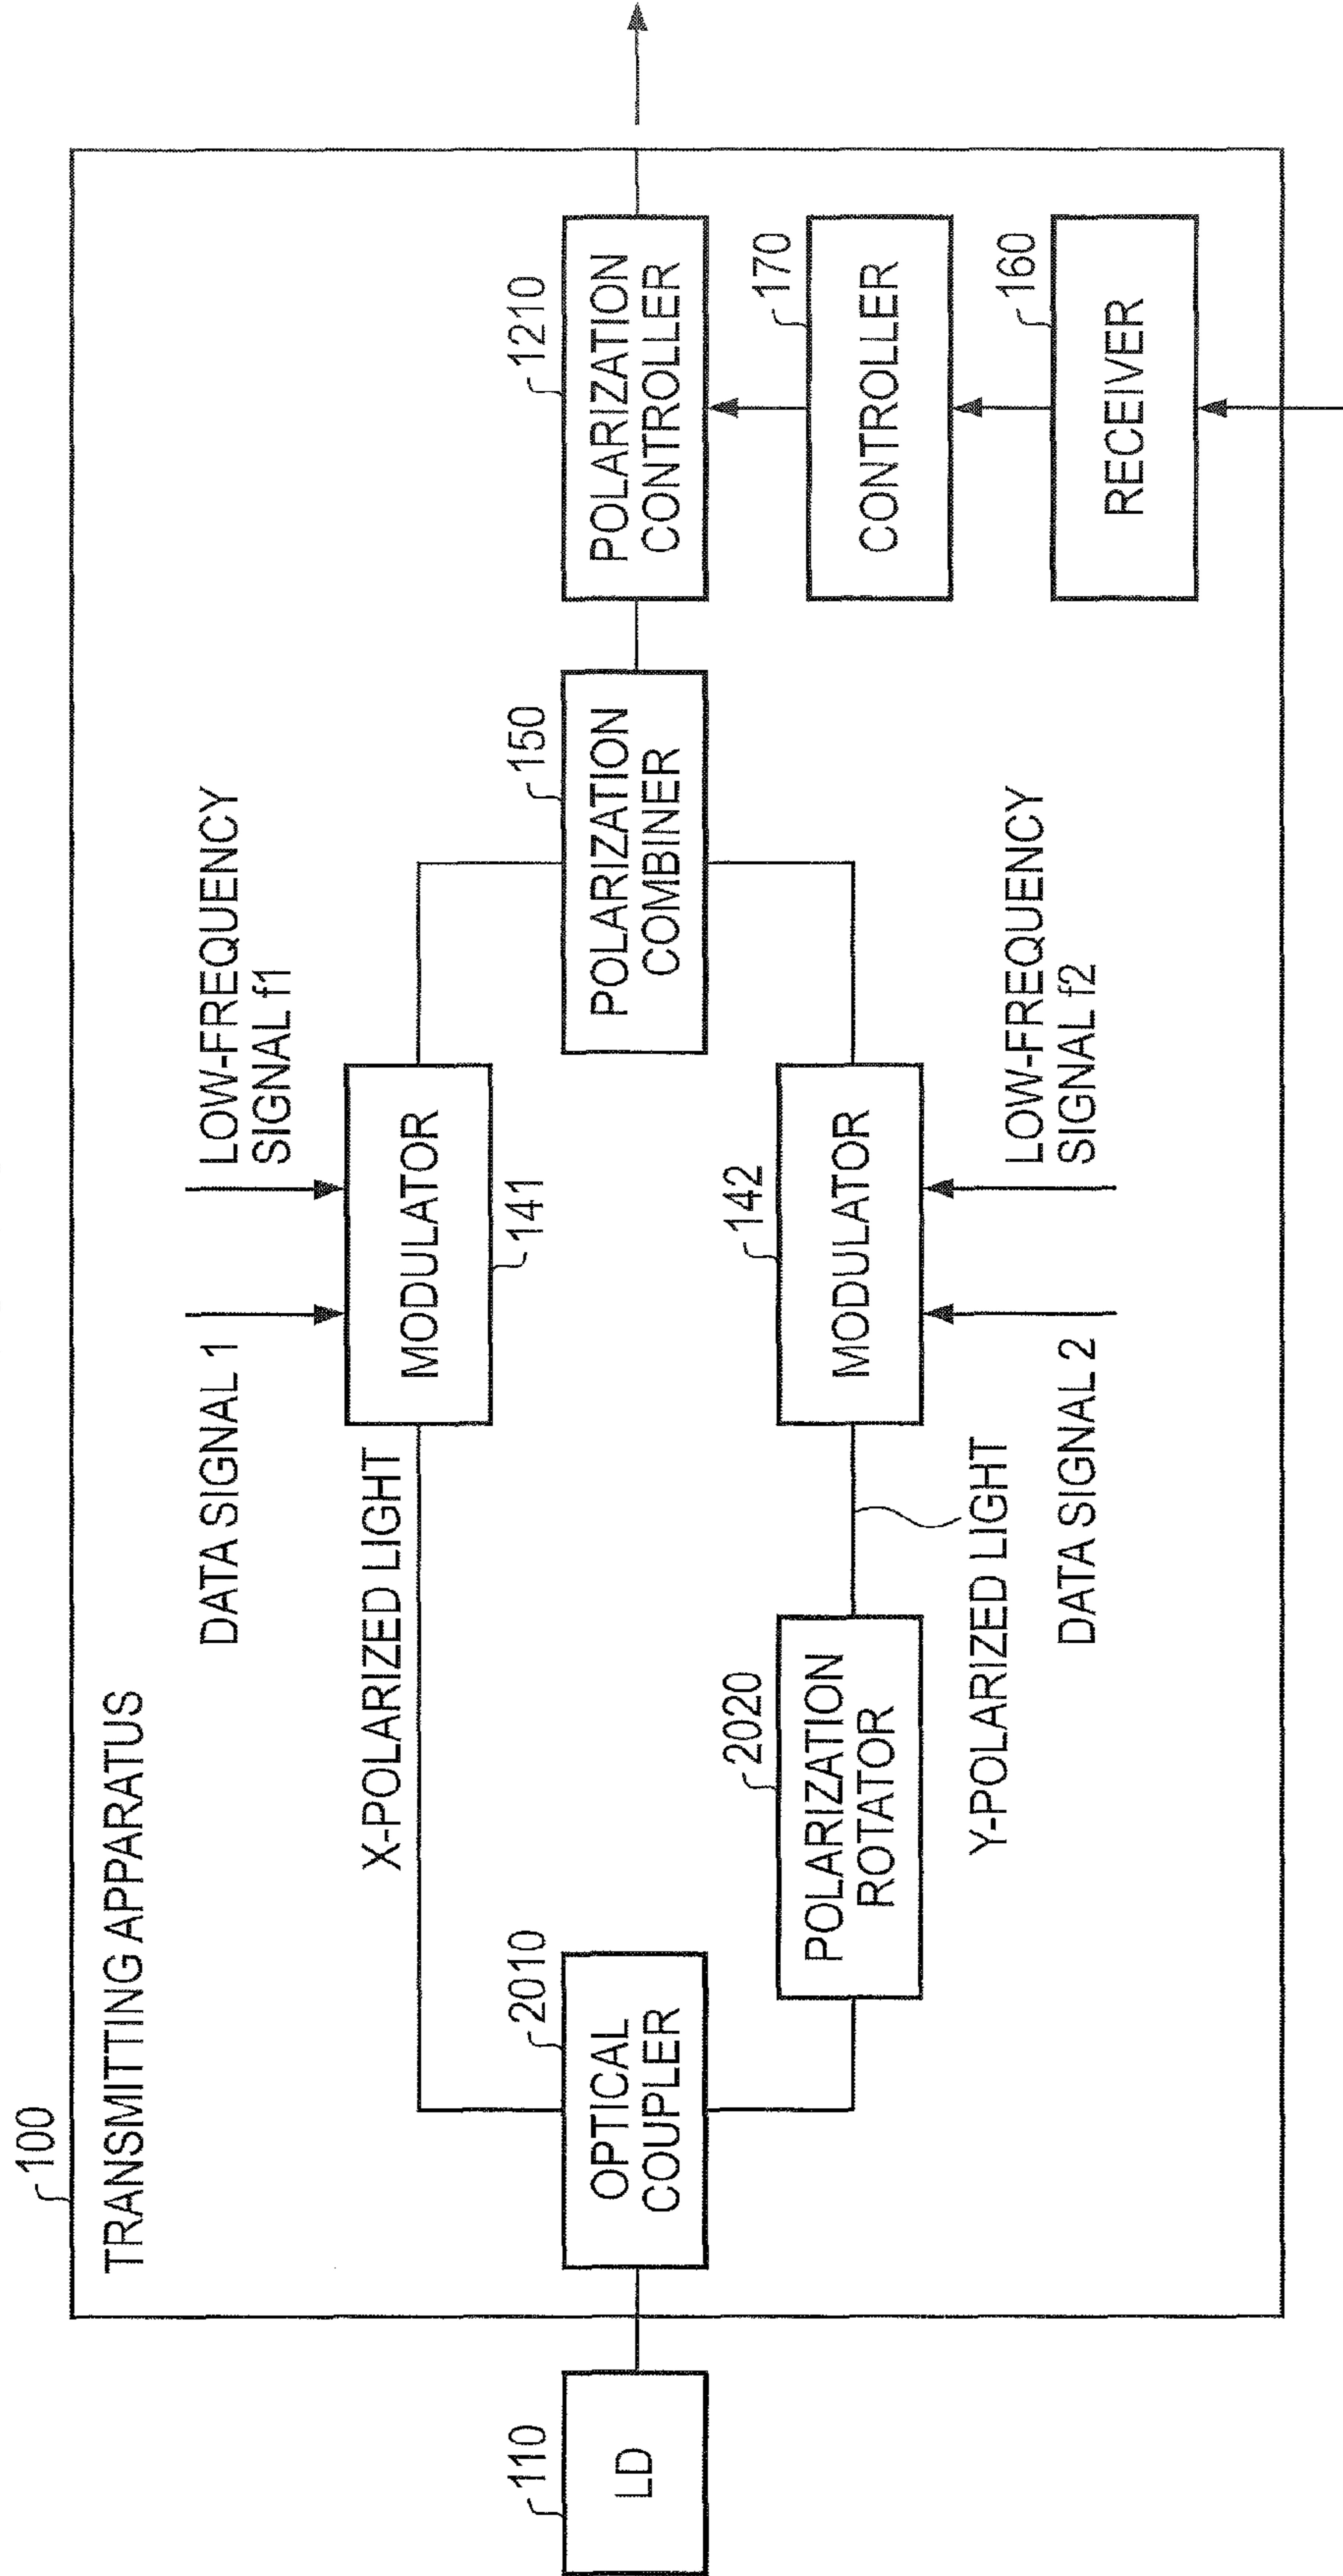 100
TRANSMITTING APPARATUS
DATA SIGNAL 1
LOW-FREQUENCY
SIGNAL f1
X-POLARIZED LIGHT
MODULATOR
141
110
LD
2010
OPTICAL
COUPLER
150
POLARIZATION
COMBINER
1210
POLARIZATION
CONTROLLER
2020
POLARIZATION
ROTATOR
142
MODULATOR
170
CONTROLLER
Y-POLARIZED LIGHT
DATA SIGNAL 2
LOW-FREQUENCY
SIGNAL f2
160
RECEIVER